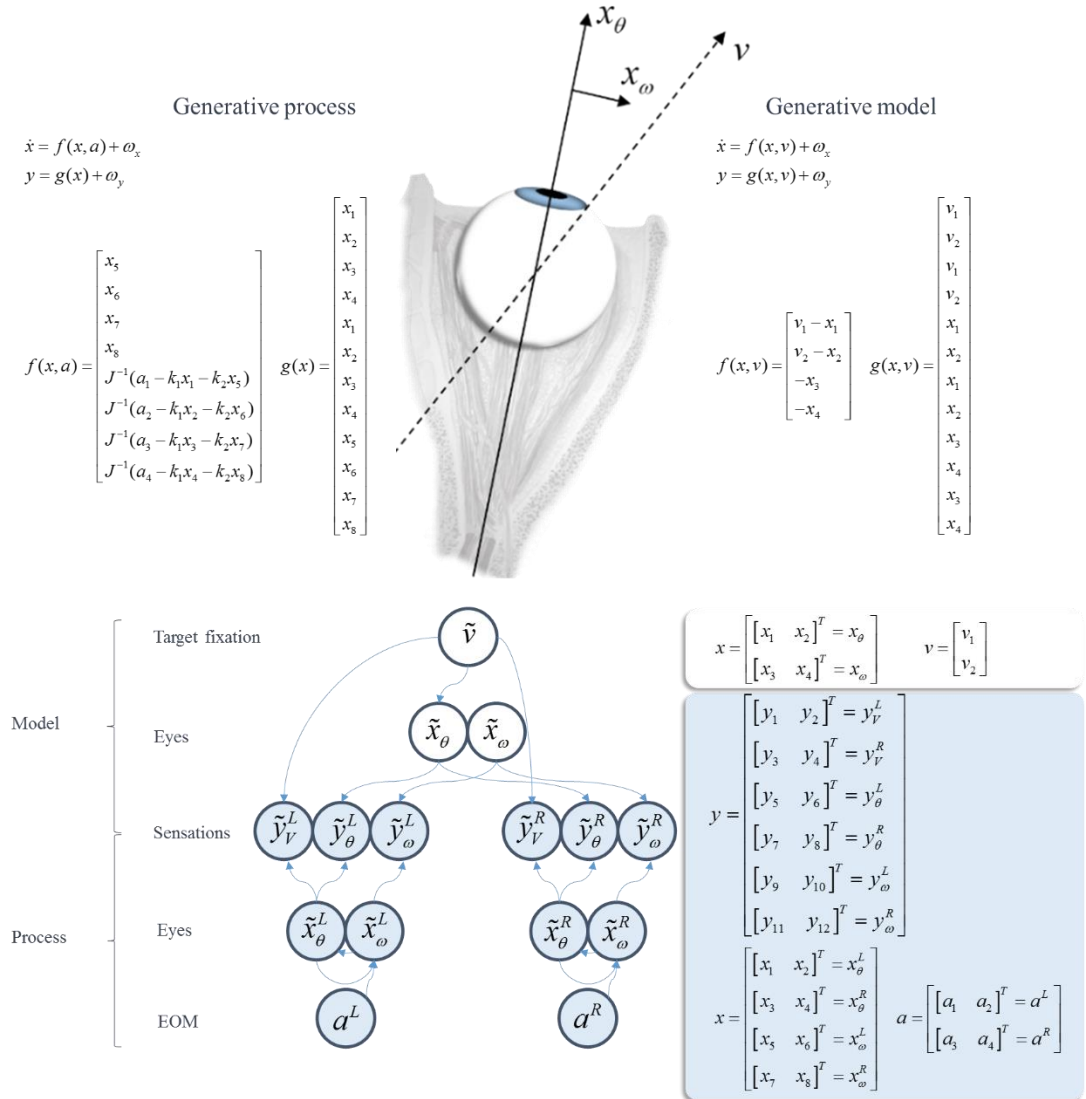 x_θ
v
x_ω
Generative process
ẋ = f(x,a) + ω_x
y = g(x) + ω_y
f(x,a) = [x_5
x_6
x_7
x_8
J^{-1}(a_1 − k_1x_1 − k_2x_5)
J^{-1}(a_2 − k_1x_2 − k_2x_6)
J^{-1}(a_3 − k_1x_3 − k_2x_7)
J^{-1}(a_4 − k_1x_4 − k_2x_8)]
g(x) = [x_1
x_2
x_3
x_4
x_1
x_2
x_3
x_4
x_5
x_6
x_7
x_8]
Generative model
ẋ = f(x,v) + ω_x
y = g(x,v) + ω_y
f(x,v) = [v_1 − x_1
v_2 − x_2
−x_3
−x_4]
g(x,v) = [v_1
v_2
v_1
v_2
x_1
x_2
x_1
x_2
x_3
x_4
x_3
x_4]
Target fixation
ṽ
Model
Eyes
x̃_θ x̃_ω
Sensations
ỹ_V^L ỹ_θ^L ỹ_ω^L ỹ_V^R ỹ_θ^R ỹ_ω^R
Process
Eyes
x̃_θ^L x̃_ω^L x̃_θ^R x̃_ω^R
EOM
a^L a^R
x = [[x_1 x_2]^T = x_θ
[x_3 x_4]^T = x_ω]
v = [v_1
v_2]
y = [[y_1 y_2]^T = y_V^L
[y_3 y_4]^T = y_V^R
[y_5 y_6]^T = y_θ^L
[y_7 y_8]^T = y_θ^R
[y_9 y_10]^T = y_ω^L
[y_11 y_12]^T = y_ω^R]
x = [[x_1 x_2]^T = x_θ^L
[x_3 x_4]^T = x_θ^R
[x_5 x_6]^T = x_ω^L
[x_7 x_8]^T = x_ω^R]
a = [[a_1 a_2]^T = a^L
[a_3 a_4]^T = a^R]